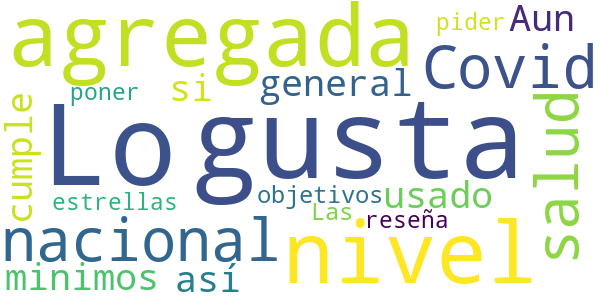 agregada
pider
Aun
si
general
Covid
poner
Lo
gusta
salud
cumple
estrellas
objetivos
usado
Las
reseña
nacional
nivel
minimos
así